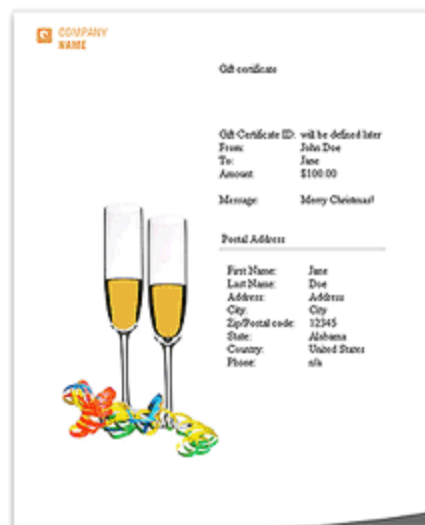 COMPANY
NAME
Gift certificate
Gift Certificate ID: will be defined later
From: John Doe
To: Jane
Amount: $100.00
Message: Merry Christmas!
Postal Address
First Name: Jane
Last Name: Doe
Address: Address
City: City
Zip/Postal code: 12345
State: Alabama
Country: United States
Phone: n/a